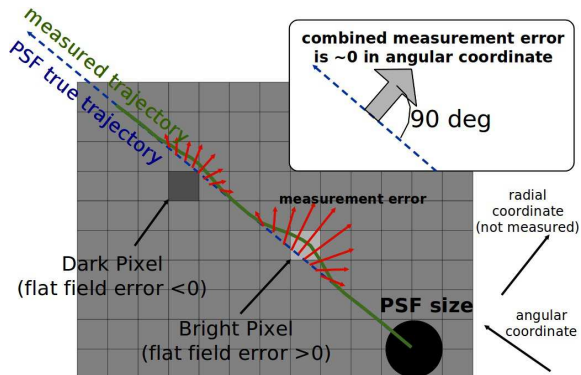 measured trajectory
PSF true trajectory
combined measurement error
is ~0 in angular coordinate
90 deg
measurement error
radial
coordinate
(not measured)
Dark Pixel
(flat field error <0)
PSF size
angular
coordinate
Bright Pixel
(flat field error >0)